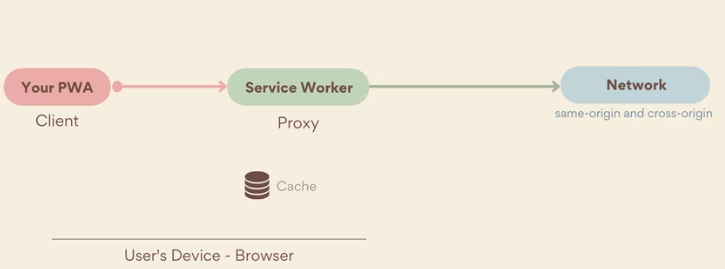 Your PWA
Service Worker
Network
Client
Proxy
same-origin and cross-origin
Cache
User's Device - Browser